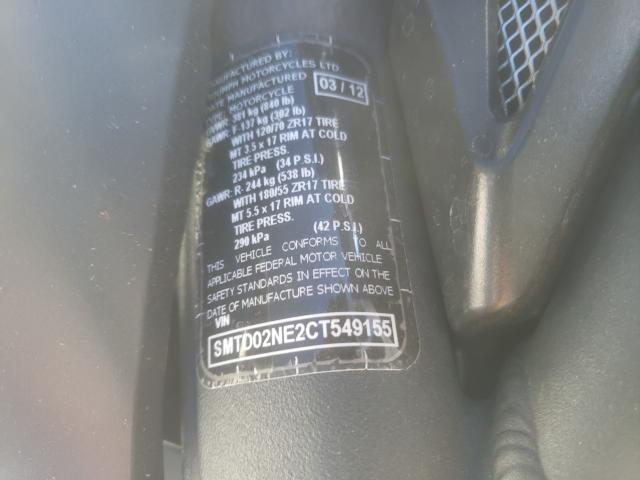 MANUFACTURED BY:
TRIUMPH MOTORCYCLES LTD
DATE MANUFACTURED 03 / 12
TYPE: MOTORCYCLE
GVWR: 381 kg (840 lb)
GAWR: F-137 kg (302 lb)
WITH 120/70 ZR17 TIRE
MT 3.5 x 17 RIM AT COLD
TIRE PRESS.
234 kPa (34 P.S.I.)
GAWR: R- 244 kg (538 lb)
WITH 180/55 ZR17 TIRE
MT 5.5 x 17 RIM AT COLD
TIRE PRESS.
290 kPa (42 P.S.I.)
THIS VEHICLE CONFORMS TO ALL
APPLICABLE FEDERAL MOTOR VEHICLE
SAFETY STANDARDS IN EFFECT ON THE
DATE OF MANUFACTURE SHOWN ABOVE
VIN
SMTD02NE2CT549155